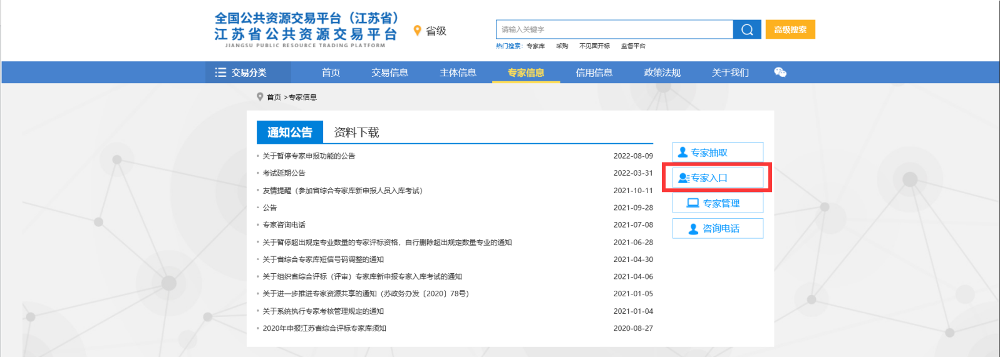 全国公共资源交易平台（江苏省）
江苏省公共资源交易平台
JIANGSU PUBLIC RESOURCE TRADING PLATFORM
省级
请输入关键字
高级搜索
热门搜索: 专家库 采购 不见面开标 监督平台
交易分类 首页 交易信息 主体信息 专家信息 信用信息 政策法规 关于我们
首页 >专家信息
通知公告 资料下载
关于暂停专家申报功能的公告 2022-08-09
考试延期公告 2022-03-31
友情提醒（参加省综合专家库新申报人员入库考试） 2021-10-11
公告 2021-09-28
专家咨询电话 2021-07-08
关于暂停超出规定专业数量的专家评标资格，自行删除超出规定数量专业的通知 2021-06-28
关于省综合专家库短信号码调整的通知 2021-04-30
关于组织省综合评标（评审）专家库新申报专家入库考试的通知 2021-04-06
关于进一步推进专家资源共享的通知（苏政务办发〔2020〕78号） 2021-01-05
关于系统执行专家考核管理规定的通知 2021-01-04
2020年申报江苏省综合评标专家库须知 2020-08-27
专家抽取
专家入口
专家管理
咨询电话